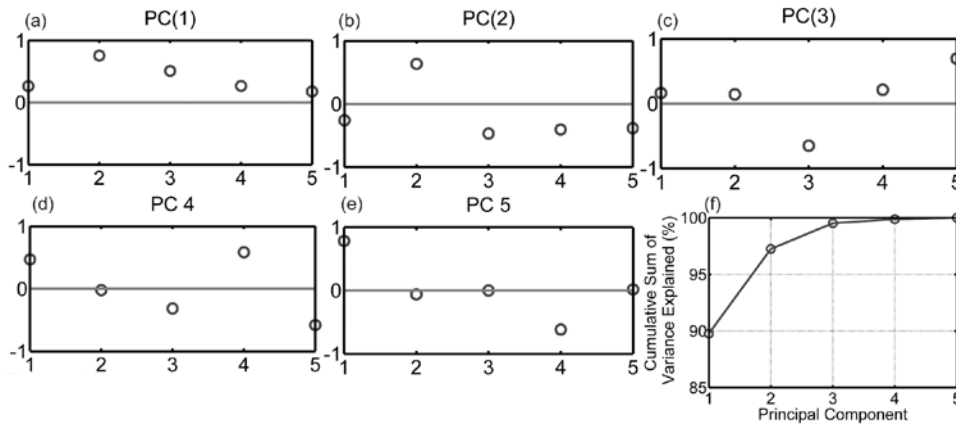 (a) PC(1)
1
0
-1
1 2 3 4 5
(b) PC(2)
1
0
-1
1 2 3 4 5
(c) PC(3)
1
0
-1
1 2 3 4 5
(d) PC 4
1
0
-1
1 2 3 4 5
(e) PC 5
1
0
-1
1 2 3 4 5
(f)
Cumulative Sum of
Variance Explained (%)
100
95
90
85
1 2 3 4 5
Principal Component